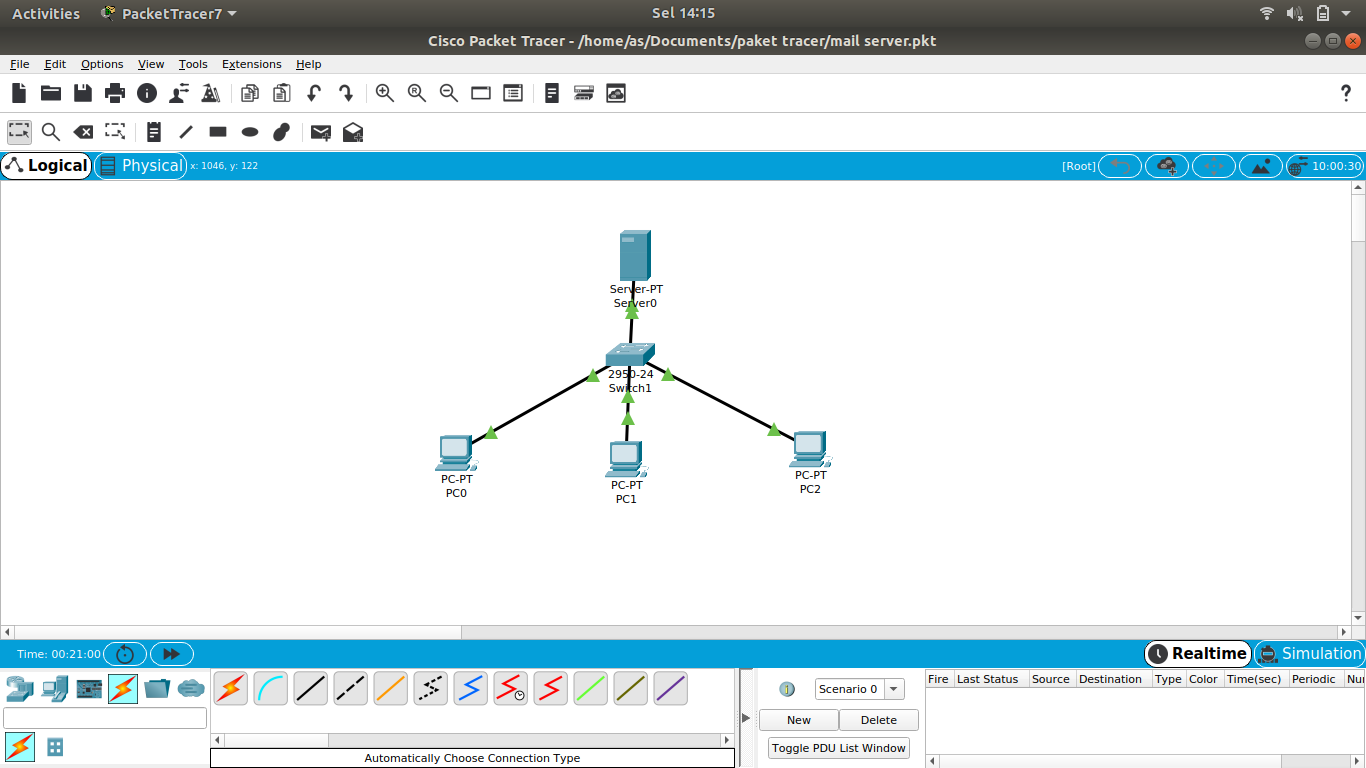 Activities PacketTracer7 Sel 14:15
Cisco Packet Tracer - /home/as/Documents/paket tracer/mail server.pkt
File Edit Options View Tools Extensions Help
?
Logical Physical x: 1046, y: 122 [Root] 10:00:30
Server-PT
Server0
2950-24
Switch1
PC-PT
PC0
PC-PT
PC1
PC-PT
PC2
Time: 00:21:00 Realtime Simulation
Scenario 0
New Delete
Toggle PDU List Window
Fire Last Status Source Destination Type Color Time(sec) Periodic Nur
Automatically Choose Connection Type